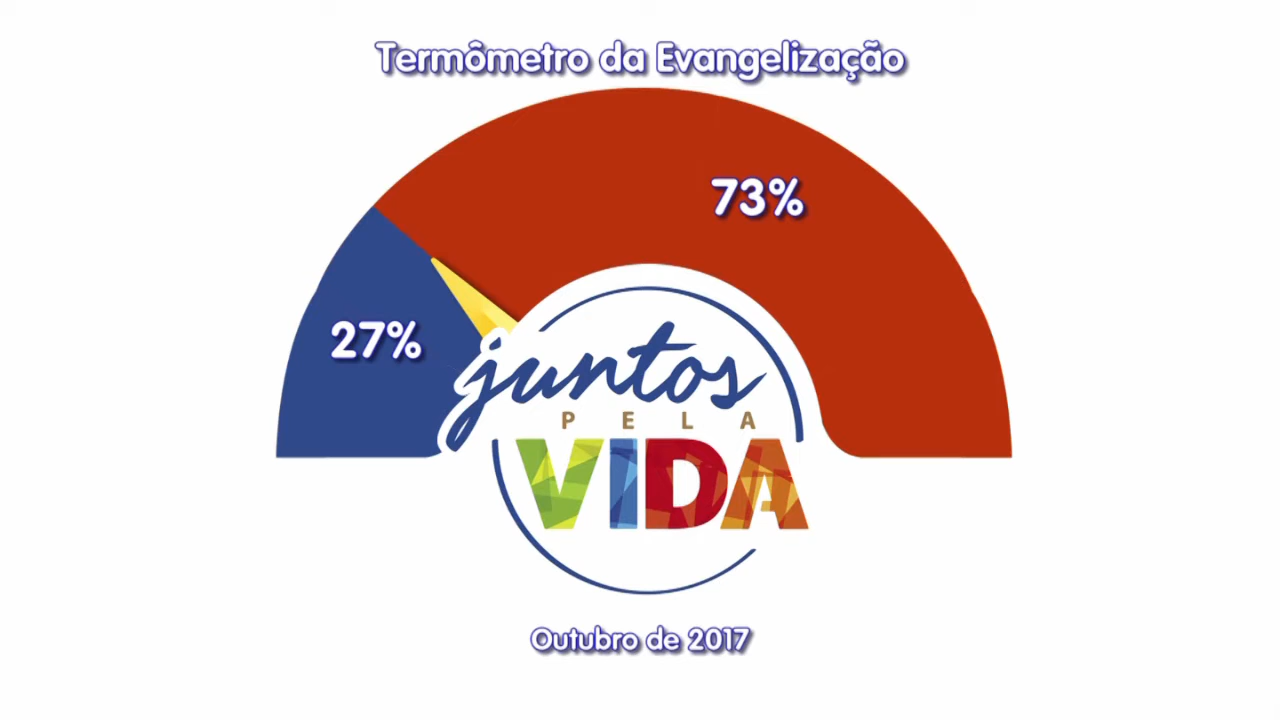 Termômetro da Evangelização
73%
27%
juntos
PELA
VIDA
Outubro de 2017